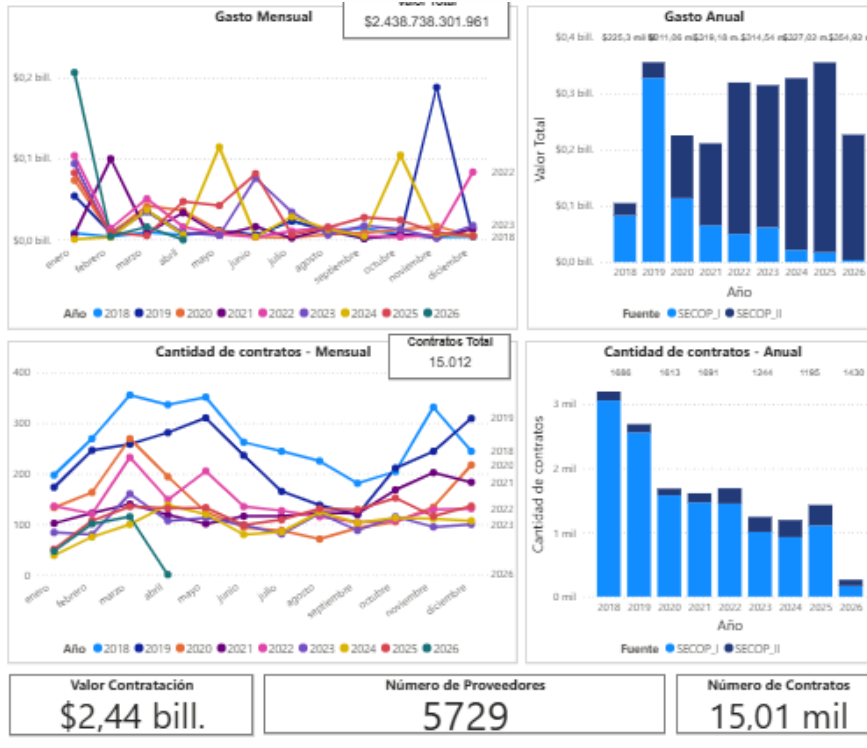 Gasto Mensual
Valor Total
$2.438.738.301.961
$0,2 bill.
$0,1 bill.
$0,0 bill.
2022
2023
2018
enero febrero marzo abril mayo junio julio agosto septiembre octubre noviembre diciembre
Año 2018 2019 2020 2021 2022 2023 2024 2025 2026
Gasto Anual
$0,4 bill.
$0,3 bill.
$0,2 bill.
$0,1 bill.
$0,0 bill.
Valor Total
2018 2019 2020 2021 2022 2023 2024 2025 2026
Año
Fuente SECOP_I SECOP_II
Cantidad de contratos - Mensual
Contratos Total
15.012
400
300
200
100
0
2019
2018
2020
2021
2022
2023
2026
enero febrero marzo abril mayo junio julio agosto septiembre octubre noviembre diciembre
Año 2018 2019 2020 2021 2022 2023 2024 2025 2026
Cantidad de contratos - Anual
1686 1613 1691 1244 1195 1430
3 mil
2 mil
1 mil
0 mil
Cantidad de contratos
2018 2019 2020 2021 2022 2023 2024 2025 2026
Año
Fuente SECOP_I SECOP_II
Valor Contratación
$2,44 bill.
Número de Proveedores
5729
Número de Contratos
15,01 mil